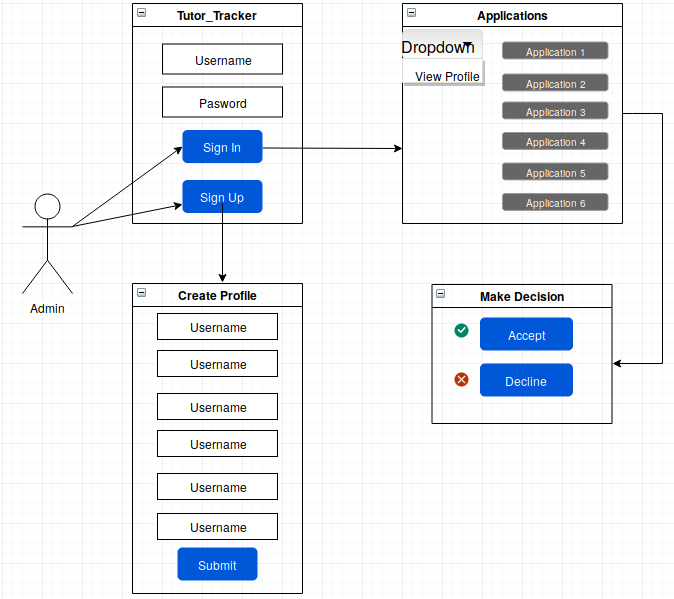 Tutor_Tracker
Username
Pasword
Sign In
Sign Up
Admin
Applications
Dropdown
View Profile
Application 1
Application 2
Application 3
Application 4
Application 5
Application 6
Create Profile
Username
Username
Username
Username
Username
Username
Submit
Make Decision
Accept
Decline